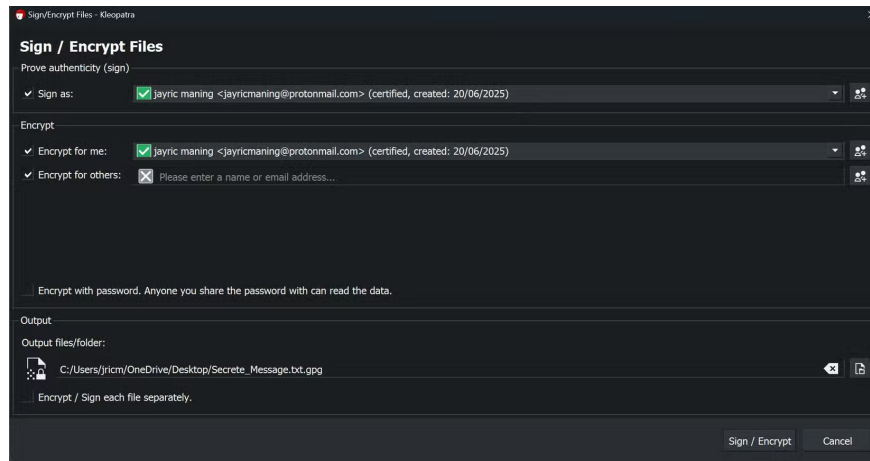 Sign/Encrypt Files - Kleopatra
Sign / Encrypt Files
Prove authenticity (sign)
Sign as: jayric maning <jayricmaning@protonmail.com> (certified, created: 20/06/2025)
Encrypt
Encrypt for me: jayric maning <jayricmaning@protonmail.com> (certified, created: 20/06/2025)
Encrypt for others: Please enter a name or email address...
Encrypt with password. Anyone you share the password with can read the data.
Output
Output files/folder:
C:/Users/jricm/OneDrive/Desktop/Secrete_Message.txt.gpg
Encrypt / Sign each file separately.
Sign / Encrypt Cancel